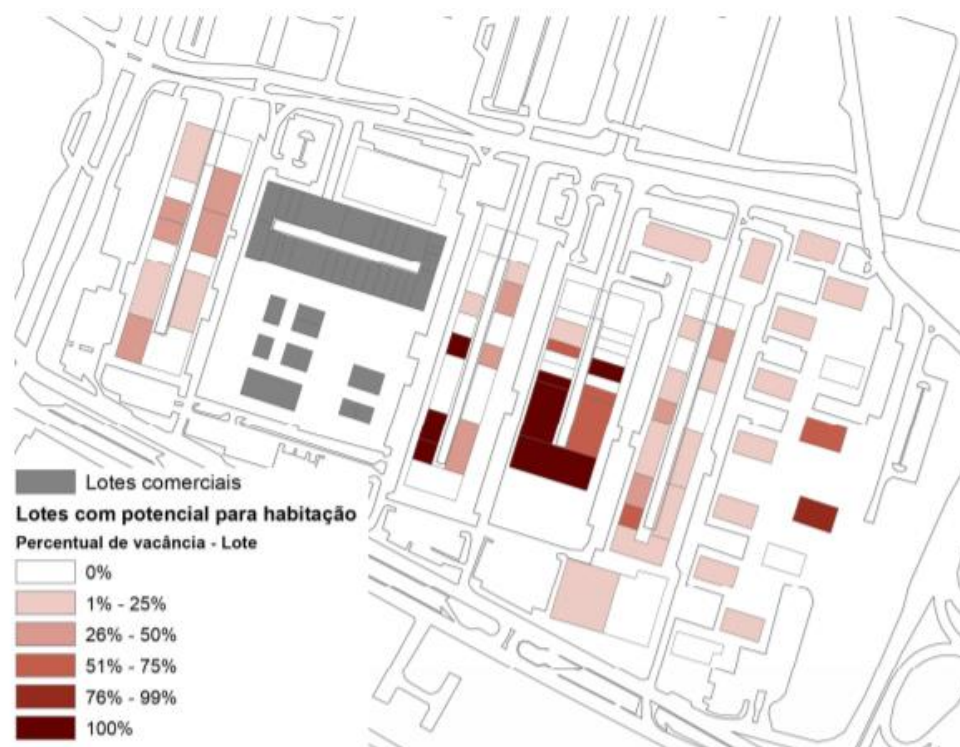 Lotes comerciais
Lotes com potencial para habitação
Percentual de vacância - Lote
0%
1% - 25%
26% - 50%
51% - 75%
76% - 99%
100%